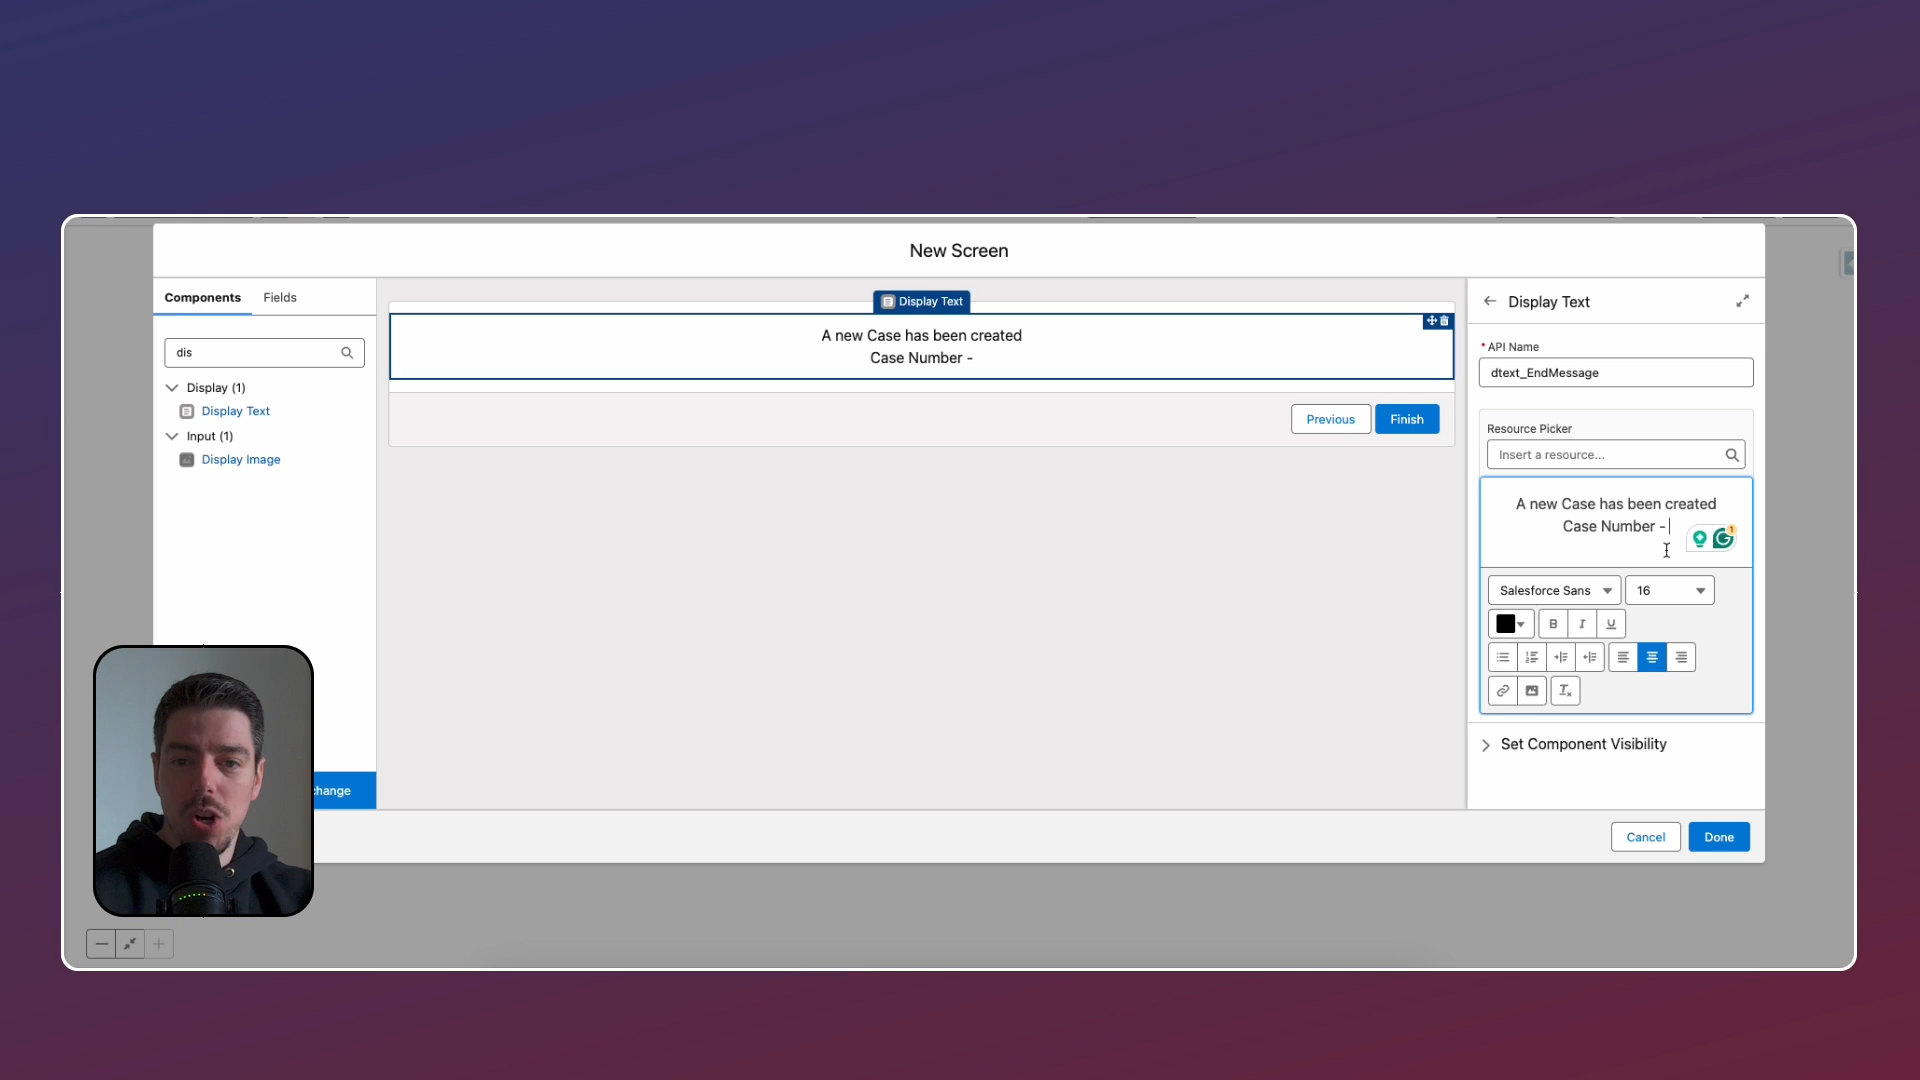 New Screen
Components
Fields
dis
Display (1)
Display Text
Input (1)
Display Image
change
Display Text
A new Case has been created
Case Number -
Previous
Finish
Display Text
* API Name
dtext_EndMessage
Resource Picker
Insert a resource...
A new Case has been created
Case Number -
1
Salesforce Sans
16
B
I
U
Set Component Visibility
Cancel
Done